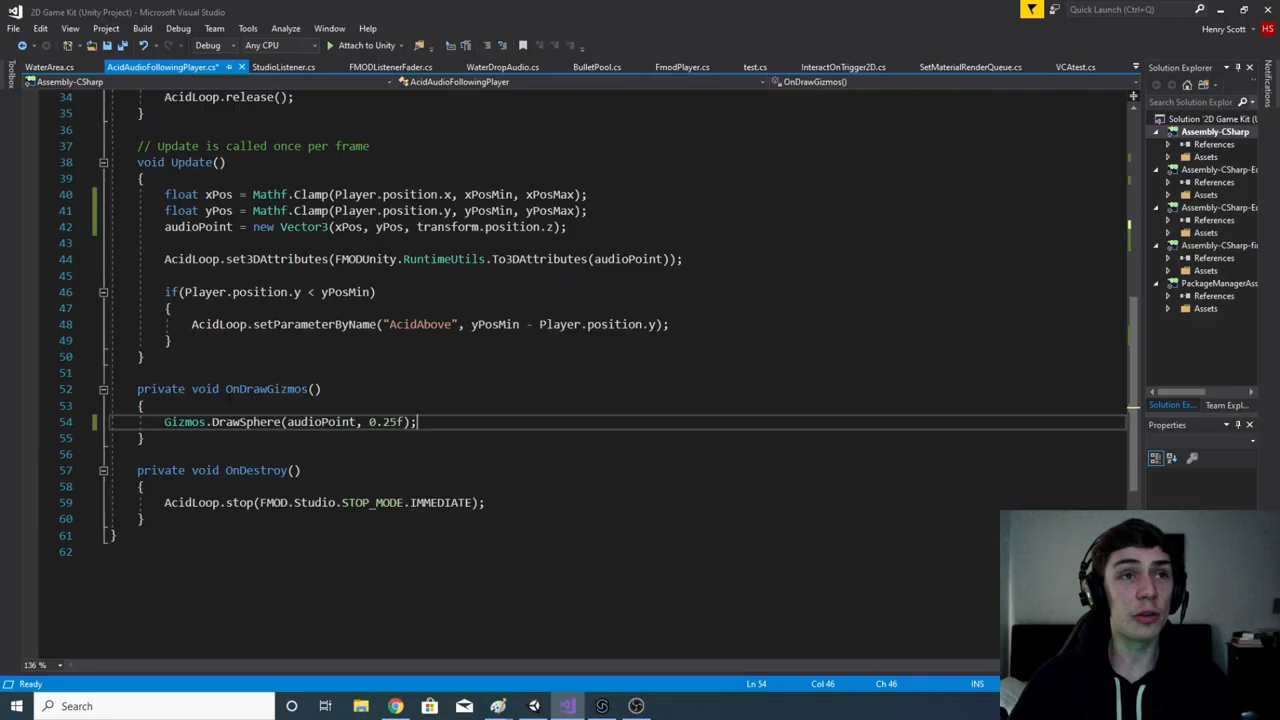 2D Game Kit (Unity Project) - Microsoft Visual Studio
Quick Launch (Ctrl+Q)
File Edit View Project Build Debug Team Tools Analyze Window Help
Henry Scott HS
Debug Any CPU Attach to Unity
WaterArea.cs AcidAudioFollowingPlayer.cs* StudioListener.cs FMODListenerFader.cs WaterDropAudio.cs BulletPool.cs FmodPlayer.cs test.cs InteractOnTrigger2D.cs SetMaterialRenderQueue.cs VCAtest.cs
Assembly-CSharp AcidAudioFollowingPlayer OnDrawGizmos()
34 AcidLoop.release();
35 }
36
37 // Update is called once per frame
38 void Update()
39 {
40 float xPos = Mathf.Clamp(Player.position.x, xPosMin, xPosMax);
41 float yPos = Mathf.Clamp(Player.position.y, yPosMin, yPosMax);
42 audioPoint = new Vector3(xPos, yPos, transform.position.z);
43
44 AcidLoop.set3DAttributes(FMODUnity.RuntimeUtils.To3DAttributes(audioPoint));
45
46 if(Player.position.y < yPosMin)
47 {
48 AcidLoop.setParameterByName("AcidAbove", yPosMin - Player.position.y);
49 }
50 }
51
52 private void OnDrawGizmos()
53 {
54 Gizmos.DrawSphere(audioPoint, 0.25f);
55 }
56
57 private void OnDestroy()
58 {
59 AcidLoop.stop(FMOD.Studio.STOP_MODE.IMMEDIATE);
60 }
61 }
62
136 %
Toolbox
Solution Explorer
Search Solution Explor
Solution '2D Game Kit (Unity
Assembly-CSharp
References
Assets
Assembly-CSharp-Ed
References
Assets
Assembly-CSharp-Ed
References
Assets
Assembly-CSharp-fir
References
Assets
PackageManagerAss
References
Assets
Solution Ex... Team Explorer
Properties
Notifications
Ready Ln 54 Col 46 Ch 46 INS
Search